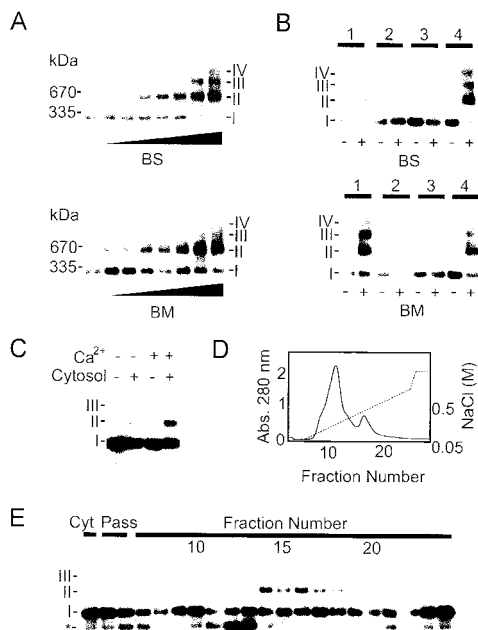 A
kDa
670-
335-
-IV
-III
-II
-I
BS
kDa
670-
335-
-IV
-III
-II
-I
BM
B
1 2 3 4
IV-
III-
II-
I-
- + - + - + - +
BS
1 2 3 4
IV-
III-
II-
I-
- + - + - + - +
BM
C
Ca2+ - - + +
Cytosol - + - +
III-
II-
I-
D
Abs. 280 nm
2
1
0
10 20
Fraction Number
0.5
0.05
NaCl (M)
E
Cyt Pass Fraction Number
10 15 20
III-
II-
I-